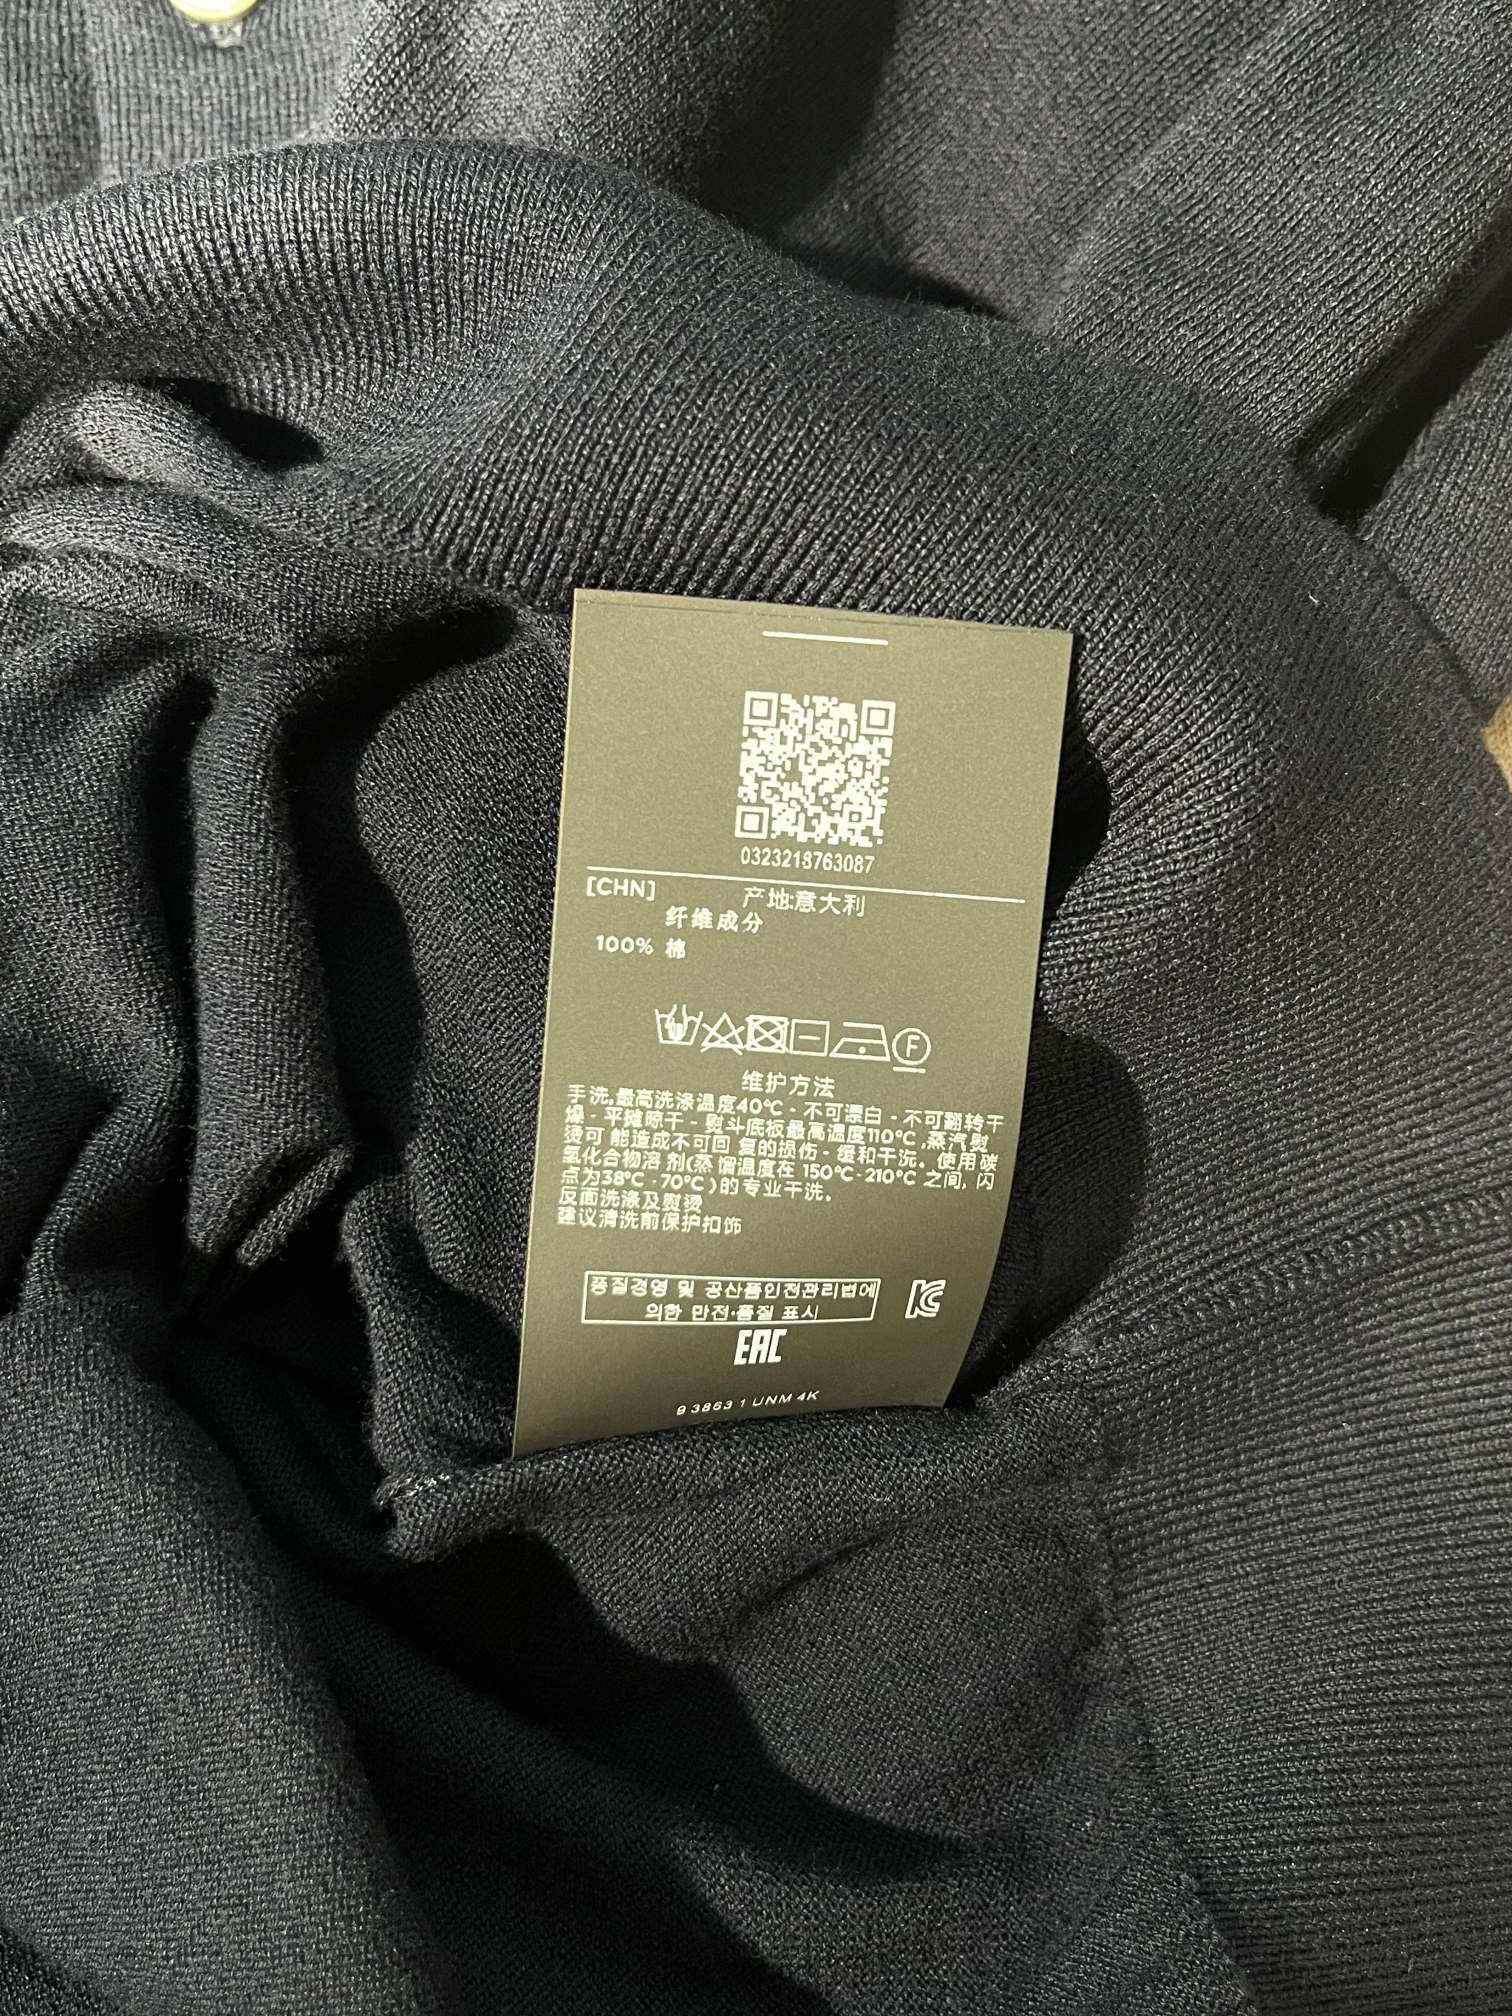 0323218763087
[CHN] 产地:意大利
纤维成分
100% 棉
F
维护方法
手洗,最高洗涤温度40°C - 不可漂白 - 不可翻转干
燥 - 平摊晾干 - 熨斗底板最高温度110°C ,蒸汽熨
烫可 能造成不可回 复的损伤 - 缓和干洗。使用碳
氢化合物溶 剂(蒸 馏温度在 150°C - 210°C 之间, 闪
点为38°C - 70°C )的专业干洗。
反面洗涤及熨烫
建议清洗前保护扣饰
품질경영 및 공산품안전관리법에
의한 안전·품질 표시
EAC
9 3863 1 UNM 4K